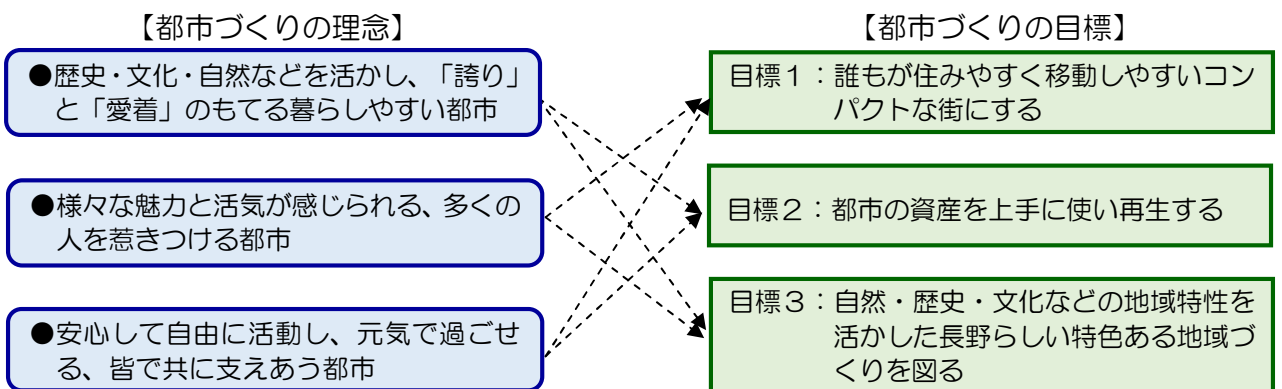 【都市づくりの理念】
●歴史・文化・自然などを活かし、「誇り」
と「愛着」のもてる暮らしやすい都市
●様々な魅力と活気が感じられる、多くの
人を惹きつける都市
●安心して自由に活動し、元気で過ごせ
る、皆で共に支えあう都市
【都市づくりの目標】
目標１：誰もが住みやすく移動しやすいコン
パクトな街にする
目標２：都市の資産を上手に使い再生する
目標３：自然・歴史・文化などの地域特性を
活かした長野らしい特色ある地域づ
くりを図る